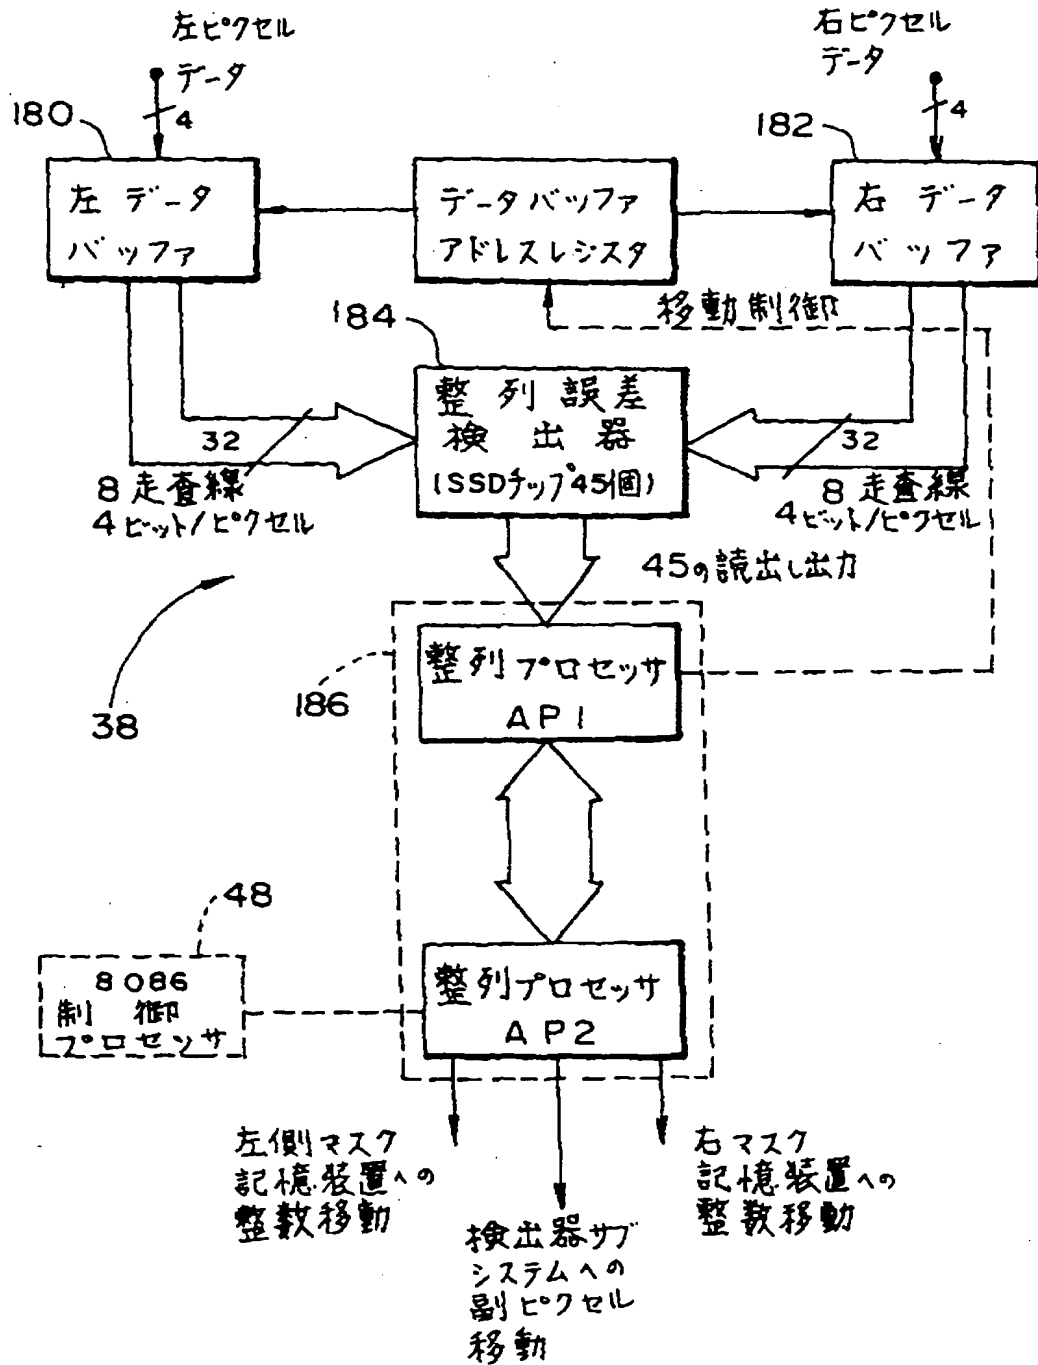 左ピクセル
データ
4
180
左データ
バッファ
データバッファ
アドレスレジスタ
右ピクセル
データ
4
182
右データ
バッファ
移動制御
184
整列誤差
検出器
(SSDチップ45個)
32
8走査線
4ビット/ピクセル
32
8走査線
4ビット/ピクセル
45の読出し出力
38
186
整列プロセッサ
AP1
48
8086
制御
プロセッサ
整列プロセッサ
AP2
左側マスク
記憶装置への
整数移動
検出器サブ
システムへの
副ピクセル
移動
右マスク
記憶装置への
整数移動